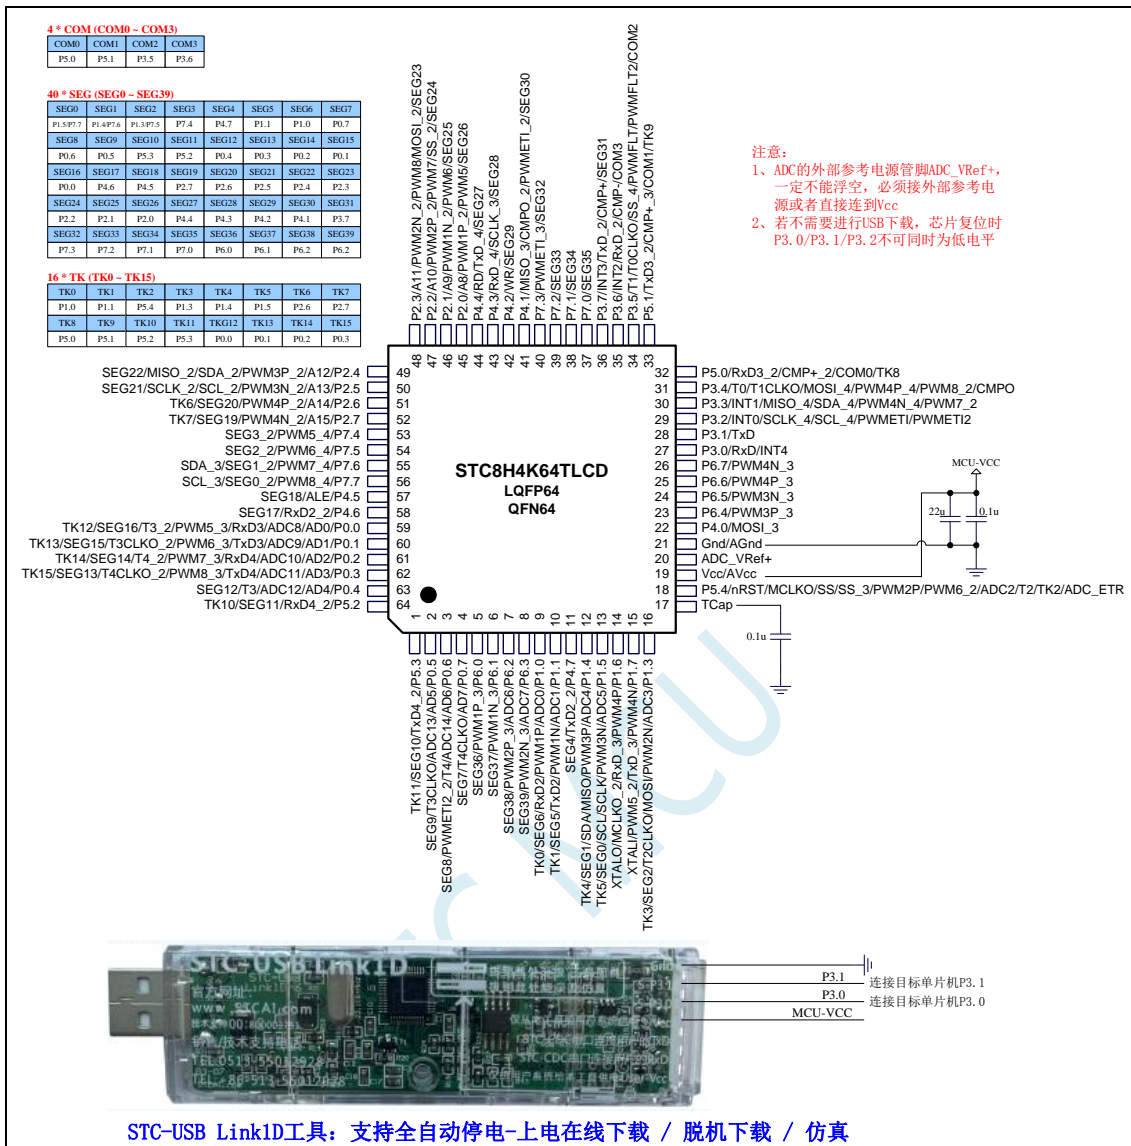 4 * COM (COM0 ~ COM3)
COM0 COM1 COM2 COM3
P5.0 P5.1 P3.5 P3.6
40 * SEG (SEG0 ~ SEG39)
SEG0 SEG1 SEG2 SEG3 SEG4 SEG5 SEG6 SEG7
P1.5/P7.7 P1.4/P7.6 P1.3/P7.5 P7.4 P4.7 P1.1 P1.0 P0.7
SEG8 SEG9 SEG10 SEG11 SEG12 SEG13 SEG14 SEG15
P0.6 P0.5 P5.3 P5.2 P0.4 P0.3 P0.2 P0.1
SEG16 SEG17 SEG18 SEG19 SEG20 SEG21 SEG22 SEG23
P0.0 P4.6 P4.5 P2.7 P2.6 P2.5 P2.4 P2.3
SEG24 SEG25 SEG26 SEG27 SEG28 SEG29 SEG30 SEG31
P2.2 P2.1 P2.0 P4.4 P4.3 P4.2 P4.1 P3.7
SEG32 SEG33 SEG34 SEG35 SEG36 SEG37 SEG38 SEG39
P7.3 P7.2 P7.1 P7.0 P6.0 P6.1 P6.2 P6.2
16 * TK (TK0 ~ TK15)
TK0 TK1 TK2 TK3 TK4 TK5 TK6 TK7
P1.0 P1.1 P5.4 P1.3 P1.4 P1.5 P2.6 P2.7
TK8 TK9 TK10 TK11 TKG12 TK13 TK14 TK15
P5.0 P5.1 P5.2 P5.3 P0.0 P0.1 P0.2 P0.3
注意：
1、ADC的外部参考电源管脚ADC_VRef+，
一定不能浮空，必须接外部参考电
源或者直接连到Vcc
2、若不需要进行USB下载，芯片复位时
P3.0/P3.1/P3.2不可同时为低电平
P2.3/A11/PWM2N_2/PWM8/MOSI_2/SEG23
P2.2/A10/PWM2P_2/PWM7/SS_2/SEG24
P2.1/A9/PWM1N_2/PWM6/SEG25
P2.0/A8/PWM1P_2/PWM5/SEG26
P4.4/RD/TxD_4/SEG27
P4.3/RxD_4/SCLK_3/SEG28
P4.2/WR/SEG29
P4.1/MISO_3/CMPO_2/PWMETI_2/SEG30
P7.3/PWMETI_3/SEG32
P7.2/SEG33
P7.1/SEG34
P7.0/SEG35
P3.7/INT3/TxD_2/CMP+/SEG31
P3.6/INT2/RxD_2/CMP-/COM3
P3.5/T1/T0CLKO/SS_4/PWMFLT/PWMFLT2/COM2
P5.1/TxD3_2/CMP+_3/COM1/TK9
48 47 46 45 44 43 42 41 40 39 38 37 36 35 34 33
SEG22/MISO_2/SDA_2/PWM3P_2/A12/P2.4 49
SEG21/SCLK_2/SCL_2/PWM3N_2/A13/P2.5 50
TK6/SEG20/PWM4P_2/A14/P2.6 51
TK7/SEG19/PWM4N_2/A15/P2.7 52
SEG3_2/PWM5_4/P7.4 53
SEG2_2/PWM6_4/P7.5 54
SDA_3/SEG1_2/PWM7_4/P7.6 55
SCL_3/SEG0_2/PWM8_4/P7.7 56
SEG18/ALE/P4.5 57
SEG17/RxD2_2/P4.6 58
TK12/SEG16/T3_2/PWM5_3/RxD3/ADC8/AD0/P0.0 59
TK13/SEG15/T3CLKO_2/PWM6_3/TxD3/ADC9/AD1/P0.1 60
TK14/SEG14/T4_2/PWM7_3/RxD4/ADC10/AD2/P0.2 61
TK15/SEG13/T4CLKO_2/PWM8_3/TxD4/ADC11/AD3/P0.3 62
SEG12/T3/ADC12/AD4/P0.4 63
TK10/SEG11/RxD4_2/P5.2 64
STC8H4K64TLCD
LQFP64
QFN64
32 P5.0/RxD3_2/CMP+_2/COM0/TK8
31 P3.4/T0/T1CLKO/MOSI_4/PWM4P_4/PWM8_2/CMPO
30 P3.3/INT1/MISO_4/SDA_4/PWM4N_4/PWM7_2
29 P3.2/INT0/SCLK_4/SCL_4/PWMETI/PWMETI2
28 P3.1/TxD
27 P3.0/RxD/INT4
26 P6.7/PWM4N_3
25 P6.6/PWM4P_3
24 P6.5/PWM3N_3
23 P6.4/PWM3P_3
22 P4.0/MOSI_3
21 Gnd/AGnd
20 ADC_VRef+
19 Vcc/AVcc
18 P5.4/nRST/MCLKO/SS/SS_3/PWM2P/PWM6_2/ADC2/T2/TK2/ADC_ETR
17 TCap
MCU-VCC
22u 0.1u
0.1u
1 2 3 4 5 6 7 8 9 10 11 12 13 14 15 16
TK11/SEG10/TxD4_2/P5.3
SEG9/T3CLKO/ADC13/AD5/P0.5
SEG8/PWMETI2_2/T4/ADC14/AD6/P0.6
SEG7/T4CLKO/AD7/P0.7
SEG36/PWM1P_3/P6.0
SEG37/PWM1N_3/P6.1
SEG38/PWM2P_3/ADC6/P6.2
SEG39/PWM2N_3/ADC7/P6.3
TK0/SEG6/RxD2/PWM1P/ADC0/P1.0
TK1/SEG5/TxD2/PWM1N/ADC1/P1.1
SEG4/TxD2_2/P4.7
TK4/SEG1/SDA/MISO/PWM3P/ADC4/P1.4
TK5/SEG0/SCL/SCLK/PWM3N/ADC5/P1.5
XTALO/MCLKO_2/RxD_3/PWM4P/P1.6
XTALI/PWM5_2/TxD_3/PWM4N/P1.7
TK3/SEG2/T2CLKO/MOSI/PWM2N/ADC3/P1.3
STC MCU
STC-USB Link1D
官方网址:
www.STCAI.com
TEL:0513-55012928
Gnd
P3.1 连接目标单片机P3.1
P3.0 连接目标单片机P3.0
MCU-VCC
STC-USB Link1D工具：支持全自动停电-上电在线下载 / 脱机下载 / 仿真